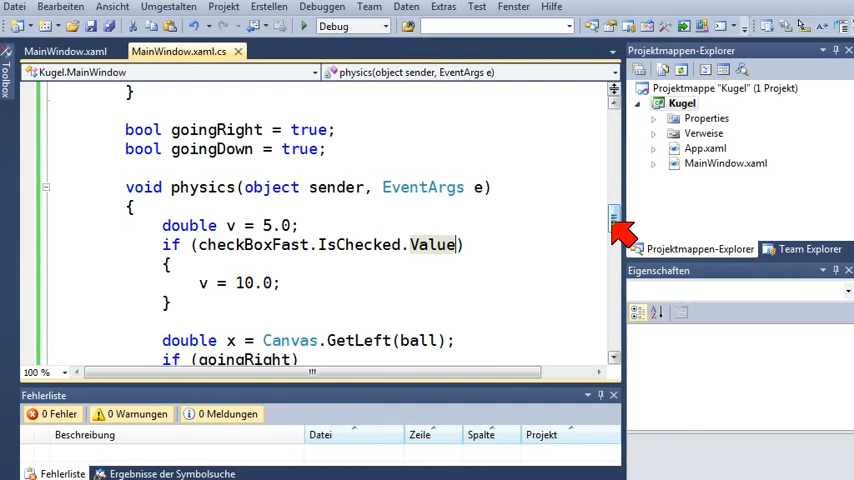 Datei Bearbeiten Ansicht Umgestalten Projekt Erstellen Debuggen Team Daten Extras Test Fenster Hilfe
Debug
MainWindow.xaml MainWindow.xaml.cs
Kugel.MainWindow physics(object sender, EventArgs e)
}
bool goingRight = true;
bool goingDown = true;
void physics(object sender, EventArgs e)
{
double v = 5.0;
if (checkBoxFast.IsChecked.Value)
{
v = 10.0;
}
double x = Canvas.GetLeft(ball);
if (goingRight)
100 %
Toolbox
Projektmappen-Explorer
Projektmappe "Kugel" (1 Projekt)
Kugel
Properties
Verweise
App.xaml
MainWindow.xaml
Projektmappen-Explorer Team Explorer
Eigenschaften
Fehlerliste
0 Fehler 0 Warnungen 0 Meldungen
Beschreibung Datei Zeile Spalte Projekt
Fehlerliste Ergebnisse der Symbolsuche